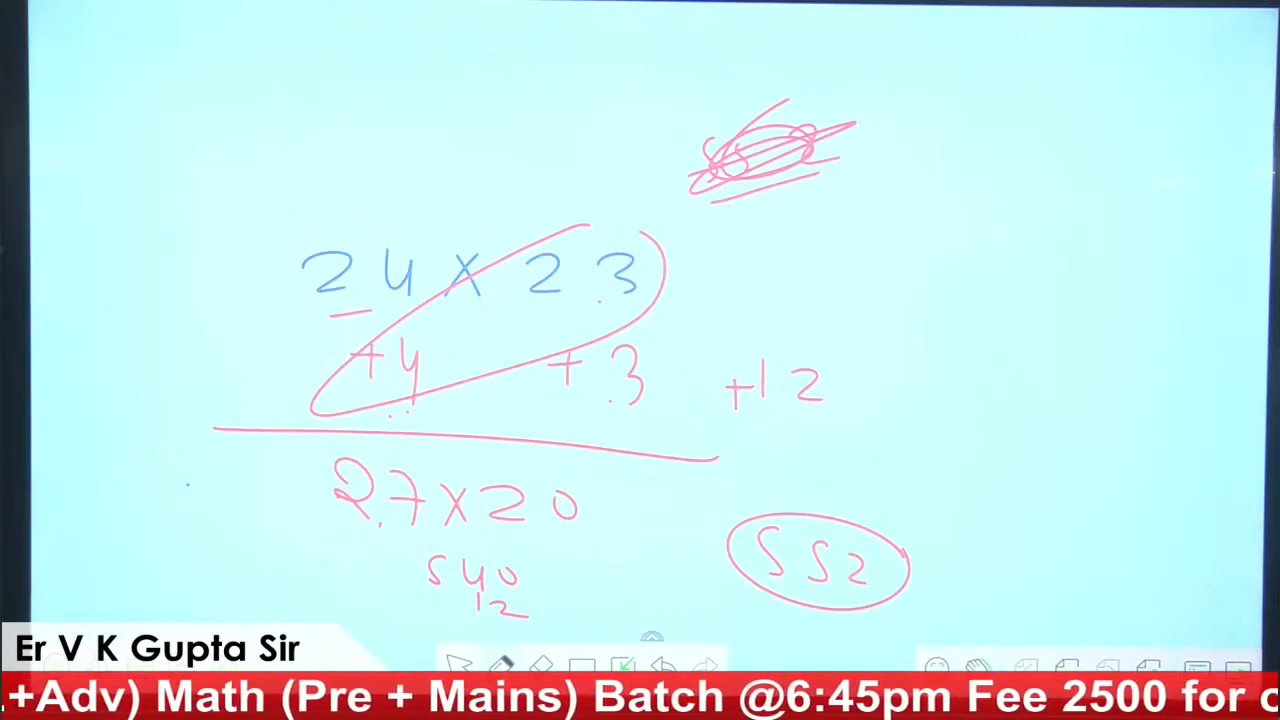 24 x 23
+4 +3 +12
27 x 20
540
12
552
Er V K Gupta Sir
+Adv) Math (Pre + Mains) Batch @6:45pm Fee 2500 for